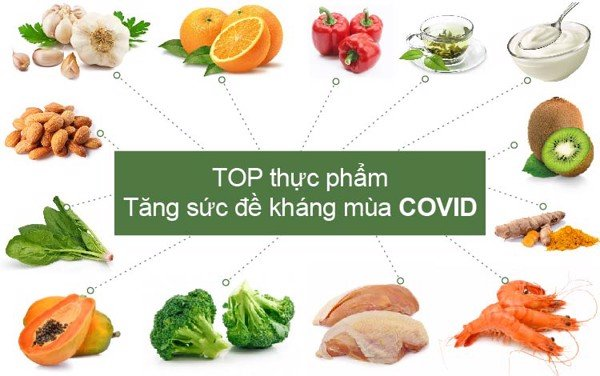 TOP thực phẩm
Tăng sức đề kháng mùa COVID